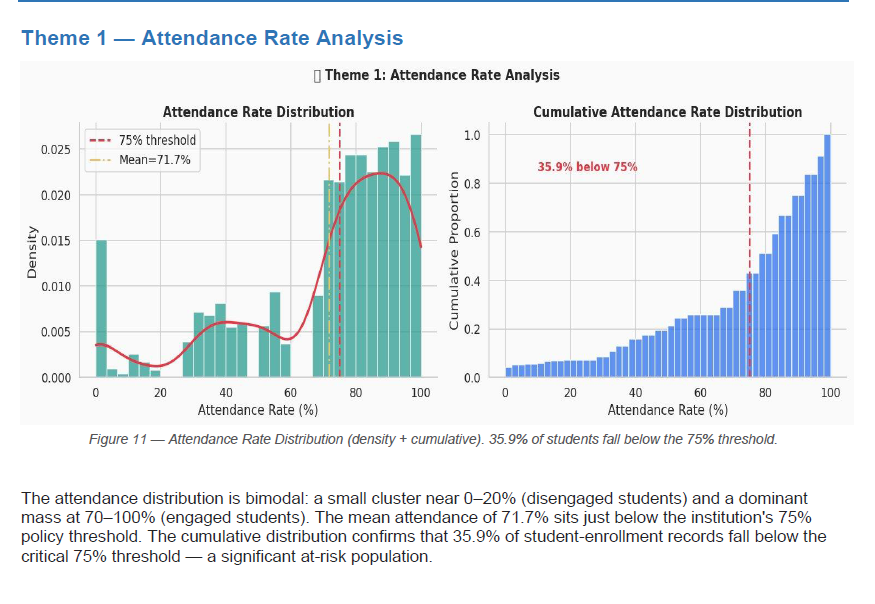 Theme 1 — Attendance Rate Analysis
Theme 1: Attendance Rate Analysis
Attendance Rate Distribution
75% threshold
Mean=71.7%
0.025
0.020
0.015
0.010
0.005
0.000
Density
0 20 40 60 80 100
Attendance Rate (%)
Cumulative Attendance Rate Distribution
35.9% below 75%
1.0
0.8
0.6
0.4
0.2
0.0
Cumulative Proportion
0 20 40 60 80 100
Attendance Rate (%)
Figure 11 — Attendance Rate Distribution (density + cumulative). 35.9% of students fall below the 75% threshold.
The attendance distribution is bimodal: a small cluster near 0–20% (disengaged students) and a dominant
mass at 70–100% (engaged students). The mean attendance of 71.7% sits just below the institution's 75%
policy threshold. The cumulative distribution confirms that 35.9% of student-enrollment records fall below the
critical 75% threshold — a significant at-risk population.